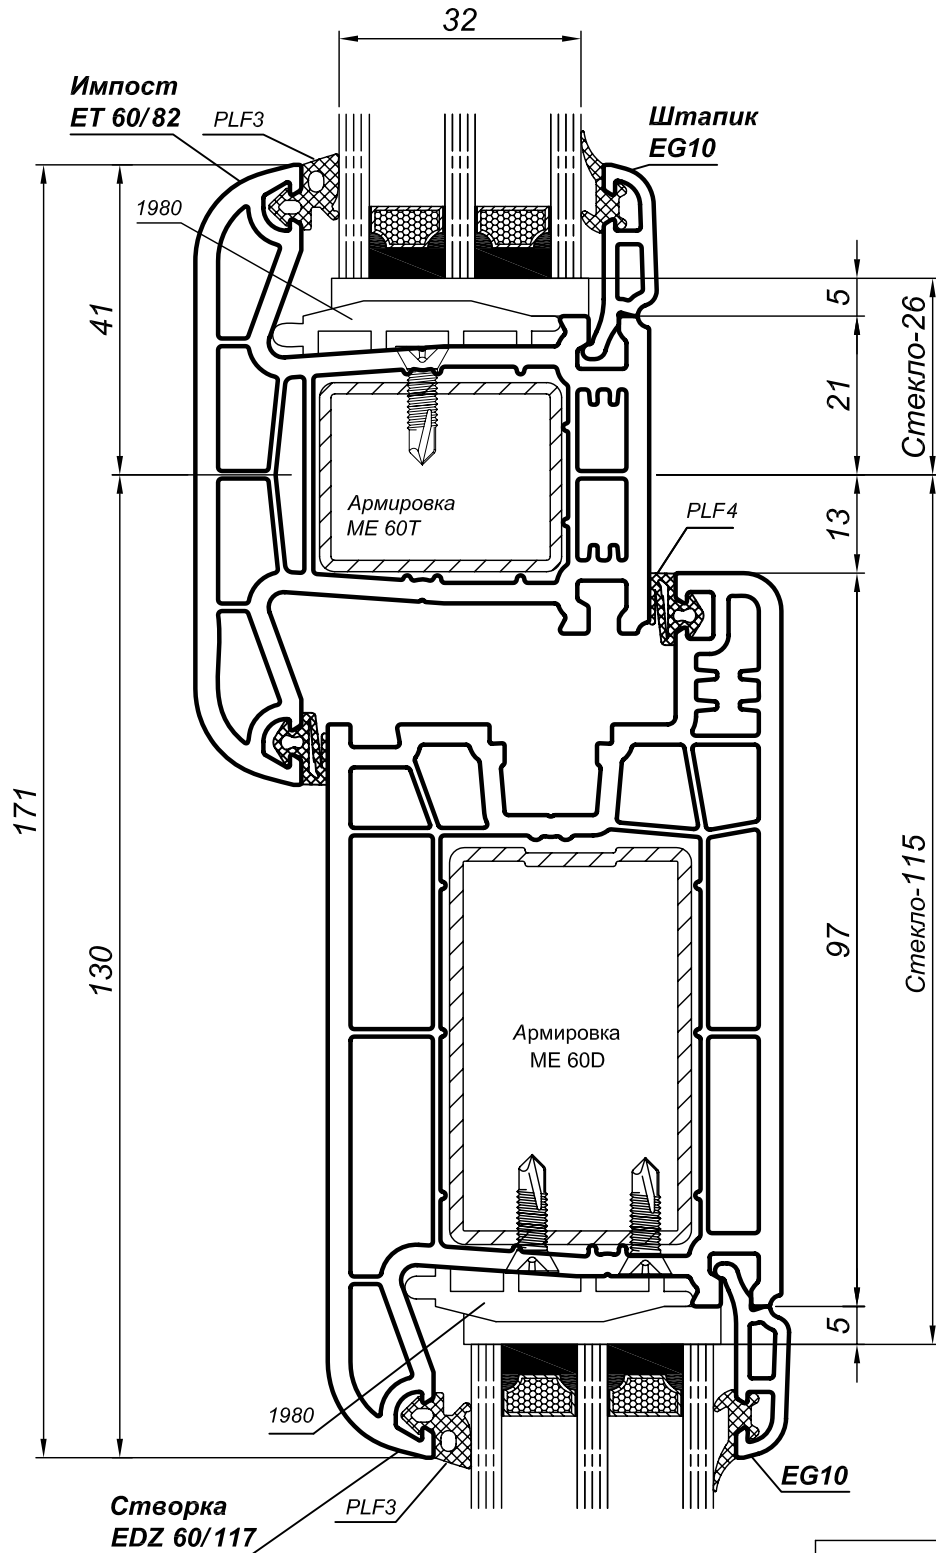 32
Импост
ET 60/82
PLF3
Штапик
EG10
1980
5
41
Стекло-26
21
Армировка
ME 60T
PLF4
13
171
130
97
Стекло-115
Армировка
ME 60D
5
1980
EG10
Створка
EDZ 60/117
PLF3